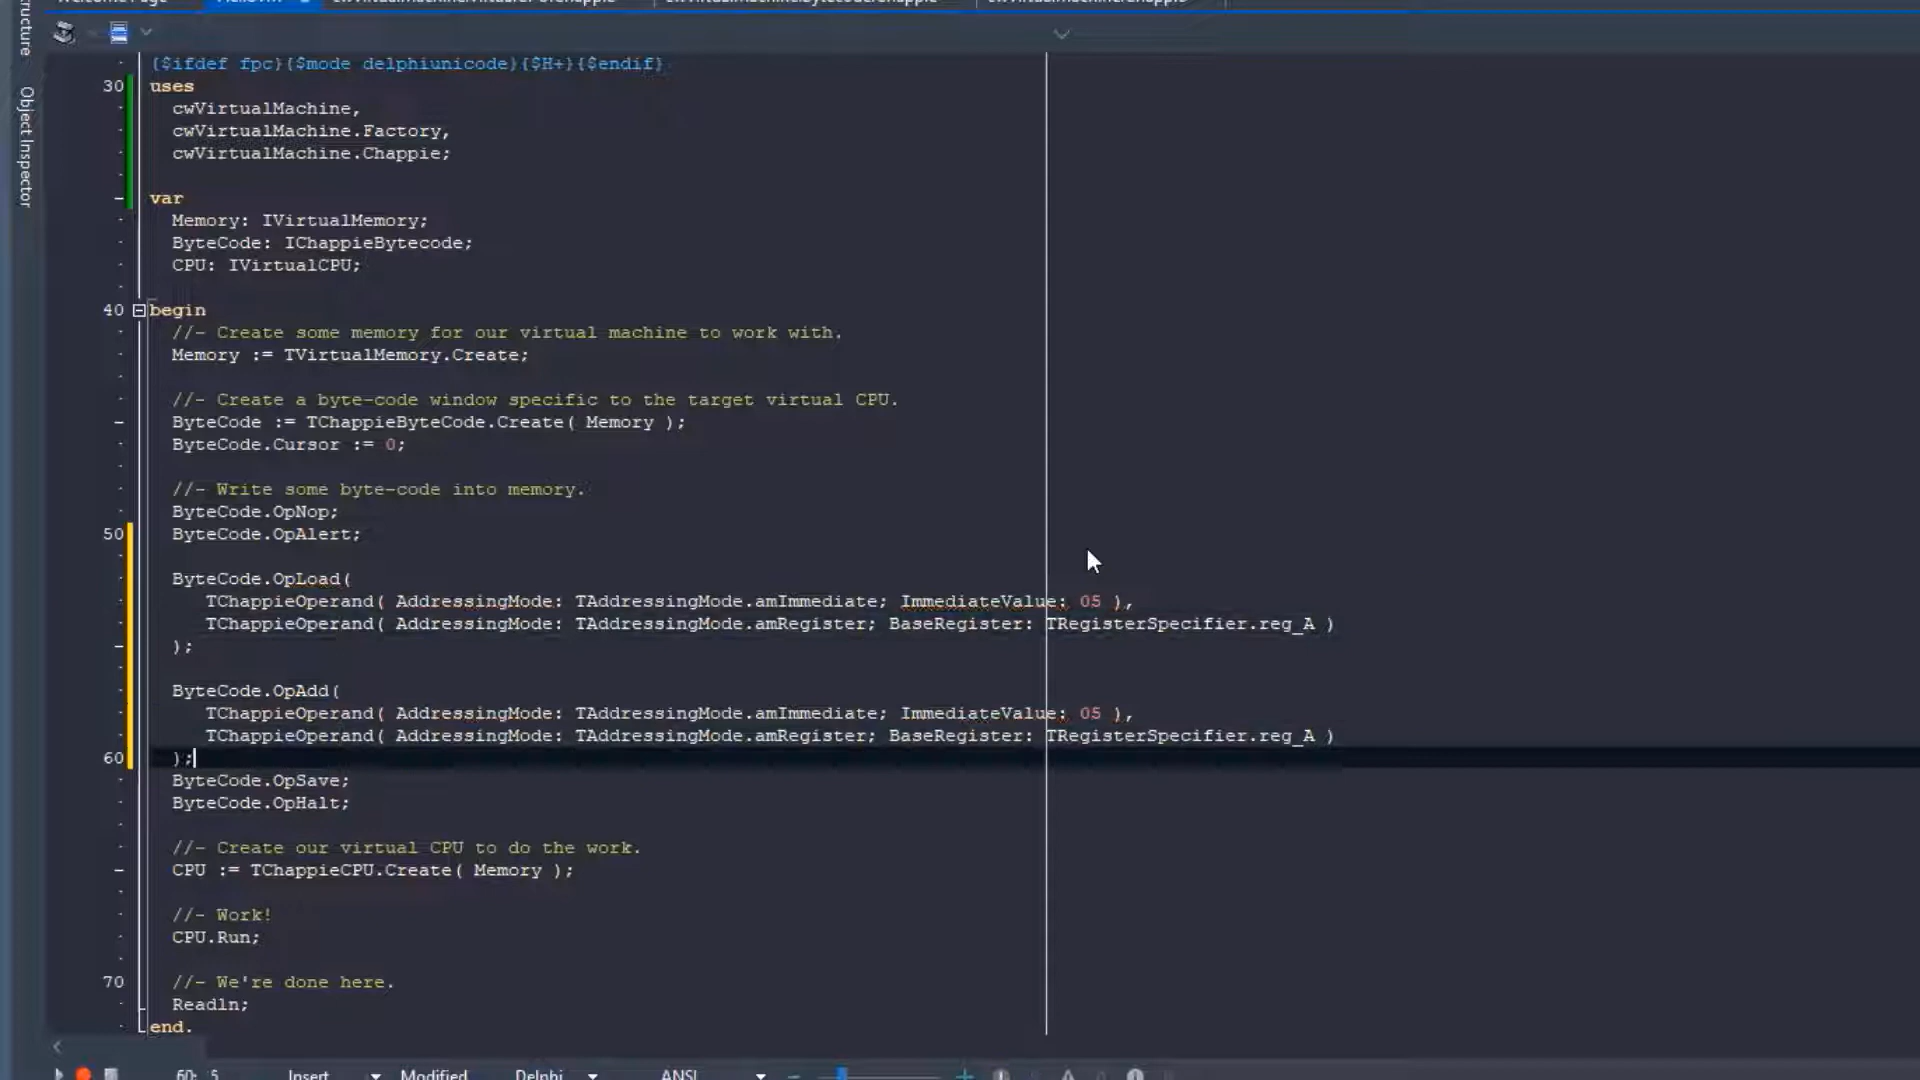 {$ifdef fpc}{$mode delphiunicode}{$H+}{$endif}
30 uses
cwVirtualMachine,
cwVirtualMachine.Factory,
cwVirtualMachine.Chappie;
var
Memory: IVirtualMemory;
ByteCode: IChappieBytecode;
CPU: IVirtualCPU;
40 begin
//- Create some memory for our virtual machine to work with.
Memory := TVirtualMemory.Create;
//- Create a byte-code window specific to the target virtual CPU.
ByteCode := TChappieByteCode.Create( Memory );
ByteCode.Cursor := 0;
//- Write some byte-code into memory.
ByteCode.OpNop;
50 ByteCode.OpAlert;
ByteCode.OpLoad(
TChappieOperand( AddressingMode: TAddressingMode.amImmediate; ImmediateValue: 05 ),
TChappieOperand( AddressingMode: TAddressingMode.amRegister; BaseRegister: TRegisterSpecifier.reg_A )
);
ByteCode.OpAdd(
TChappieOperand( AddressingMode: TAddressingMode.amImmediate; ImmediateValue: 05 ),
TChappieOperand( AddressingMode: TAddressingMode.amRegister; BaseRegister: TRegisterSpecifier.reg_A )
60 );
ByteCode.OpSave;
ByteCode.OpHalt;
//- Create our virtual CPU to do the work.
CPU := TChappieCPU.Create( Memory );
//- Work!
CPU.Run;
70 //- We're done here.
Readln;
end.
Object Inspector
60: 5 Insert Modified Delphi ANSI